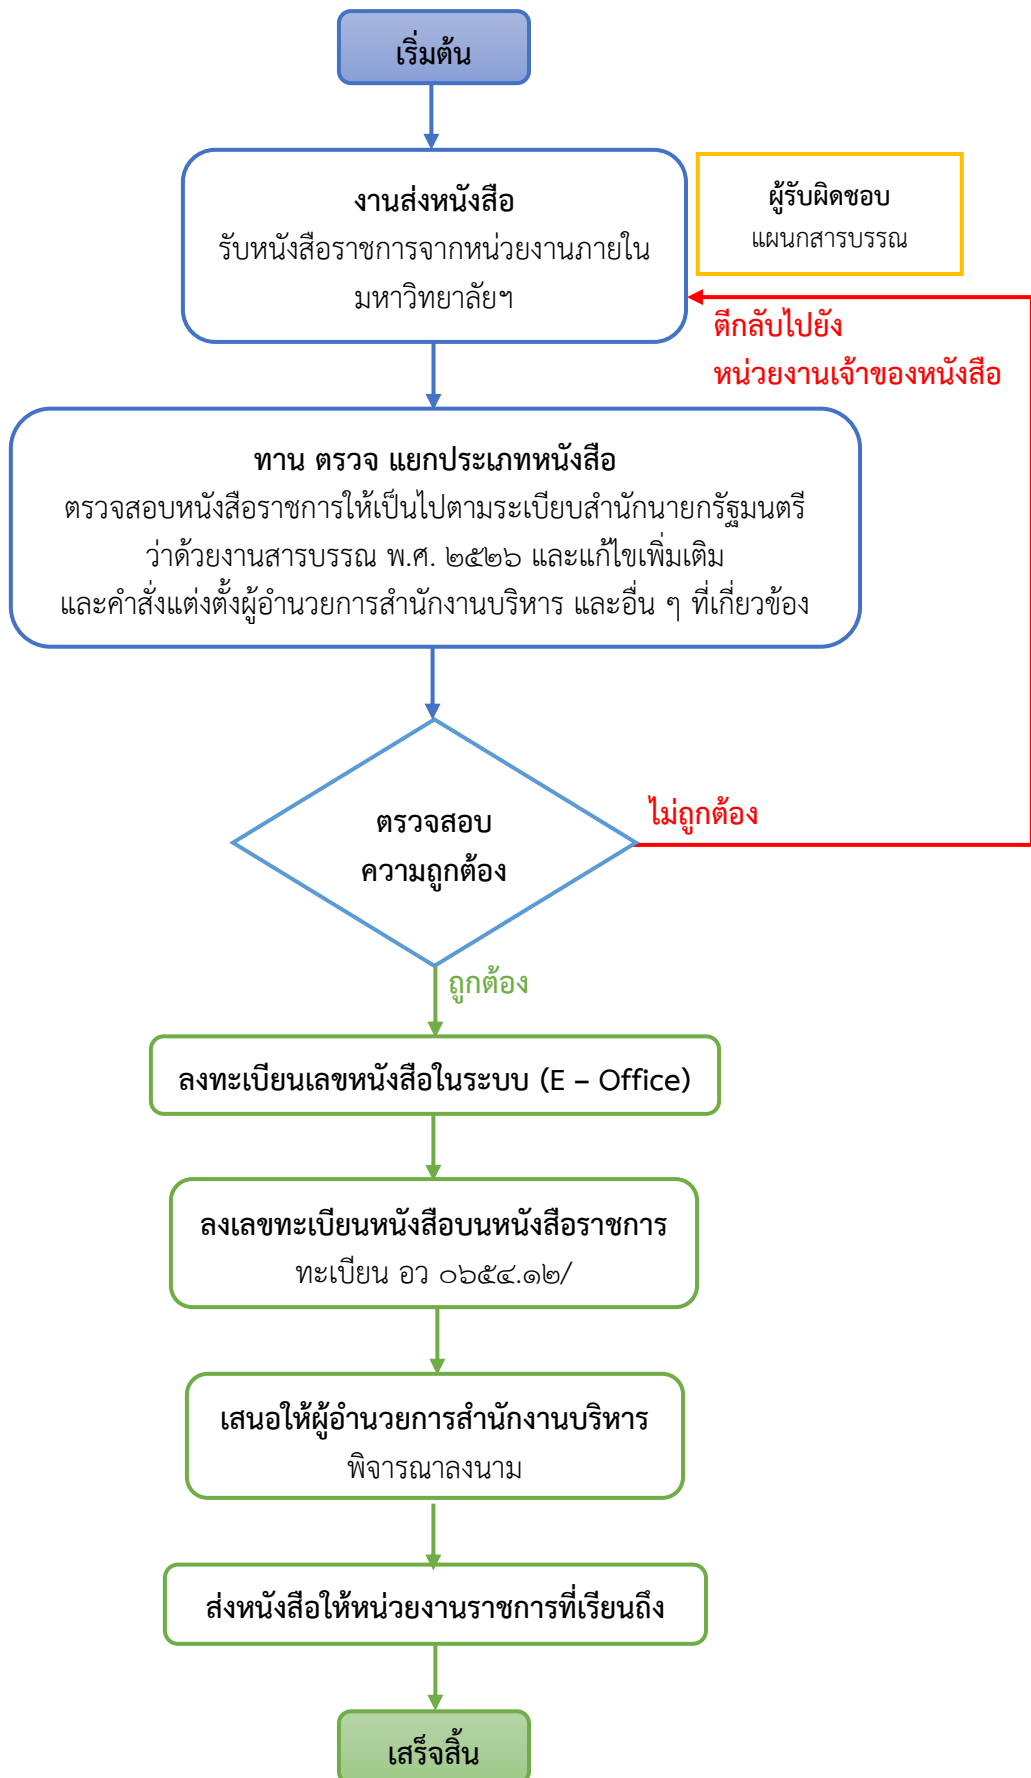 เริ่มต้น
งานส่งหนังสือ
รับหนังสือราชการจากหน่วยงานภายใน
มหาวิทยาลัยฯ
ผู้รับผิดชอบ
แผนกสารบรรณ
ตีกลับไปยัง
หน่วยงานเจ้าของหนังสือ
ทาน ตรวจ แยกประเภทหนังสือ
ตรวจสอบหนังสือราชการให้เป็นไปตามระเบียบสำนักนายกรัฐมนตรี
ว่าด้วยงานสารบรรณ พ.ศ. ๒๕๒๖ และแก้ไขเพิ่มเติม
และคำสั่งแต่งตั้งผู้อำนวยการสำนักงานบริหาร และอื่น ๆ ที่เกี่ยวข้อง
ตรวจสอบ
ความถูกต้อง
ไม่ถูกต้อง
ถูกต้อง
ลงทะเบียนเลขหนังสือในระบบ (E – Office)
ลงเลขทะเบียนหนังสือบนหนังสือราชการ
ทะเบียน อว ๐๖๕๔.๑๒/
เสนอให้ผู้อำนวยการสำนักงานบริหาร
พิจารณาลงนาม
ส่งหนังสือให้หน่วยงานราชการที่เรียนถึง
เสร็จสิ้น